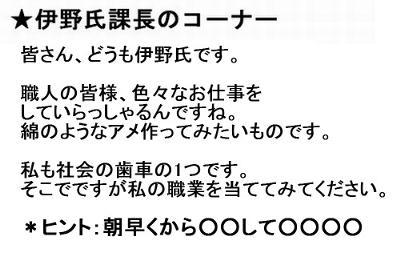 ★伊野氏課長のコーナー
皆さん、どうも伊野氏です。
職人の皆様、色々なお仕事を
していらっしゃるんですね。
綿のようなアメ作ってみたいものです。
私も社会の歯車の1つです。
そこでですが私の職業を当ててみてください。
＊ヒント：朝早くから〇〇して〇〇〇〇